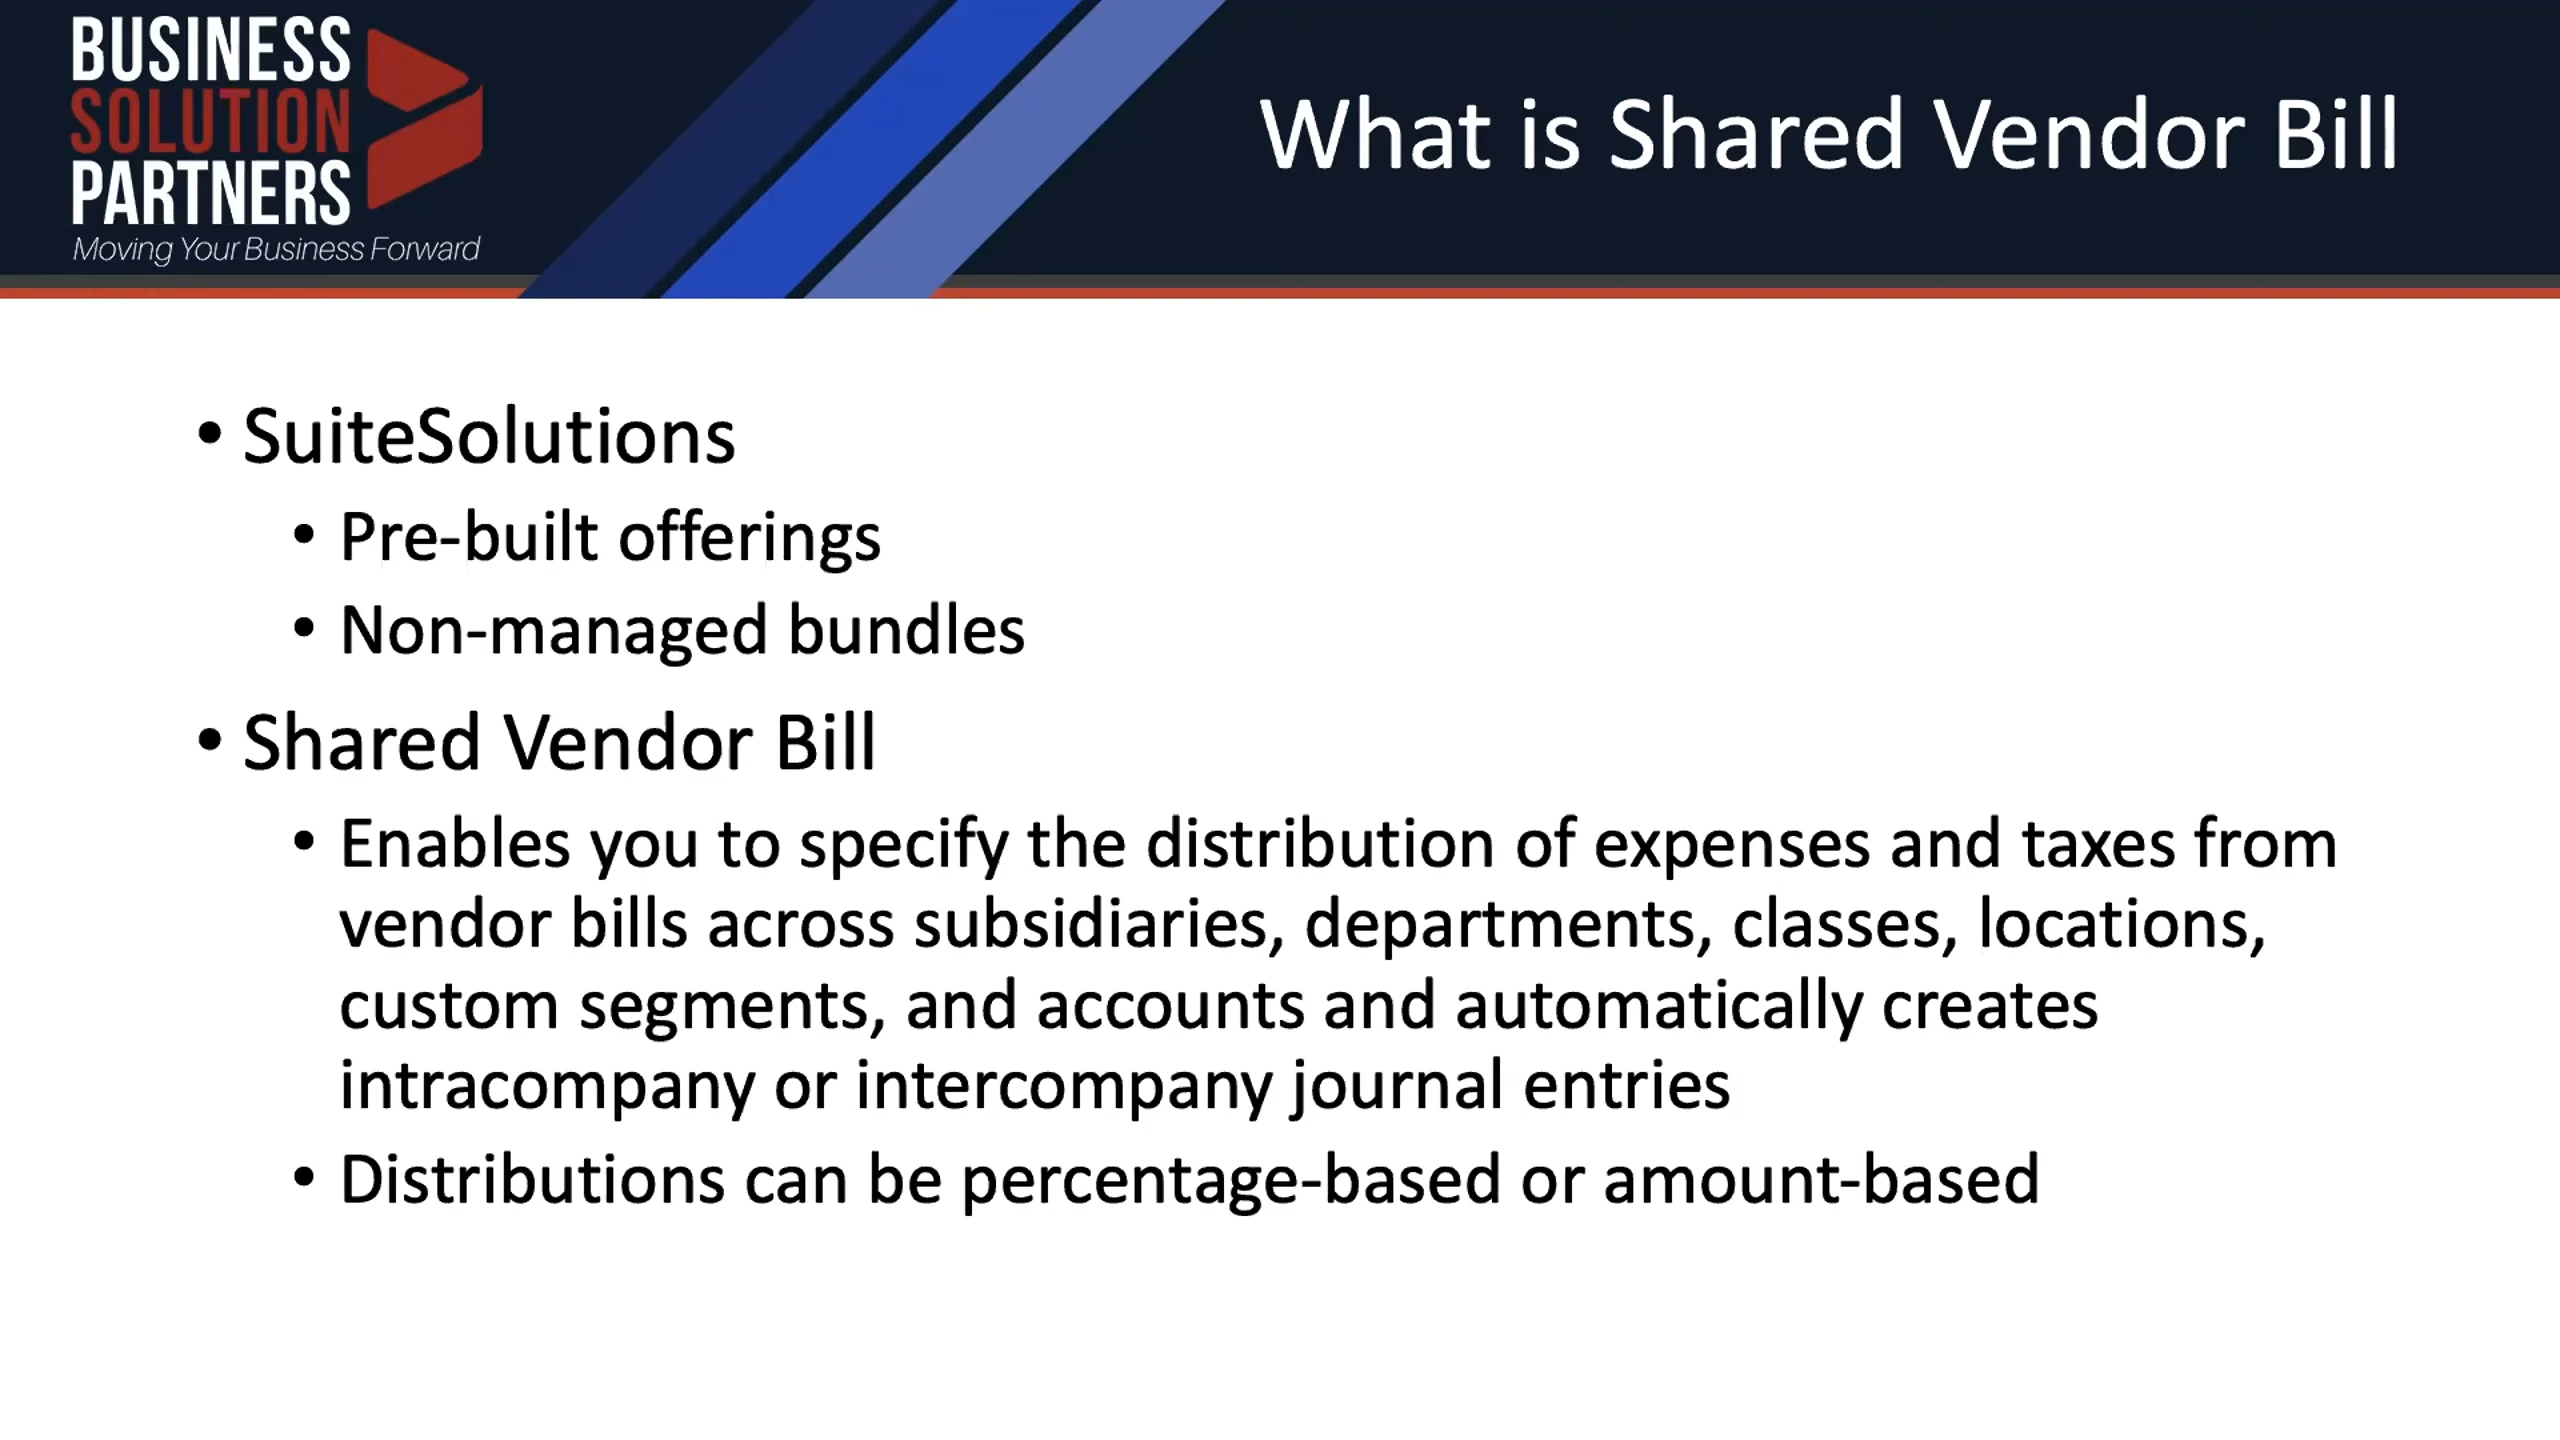 BUSINESS
SOLUTION
PARTNERS
Moving Your Business Forward
What is Shared Vendor Bill
• SuiteSolutions
• Pre-built offerings
• Non-managed bundles
• Shared Vendor Bill
• Enables you to specify the distribution of expenses and taxes from
vendor bills across subsidiaries, departments, classes, locations,
custom segments, and accounts and automatically creates
intracompany or intercompany journal entries
• Distributions can be percentage-based or amount-based